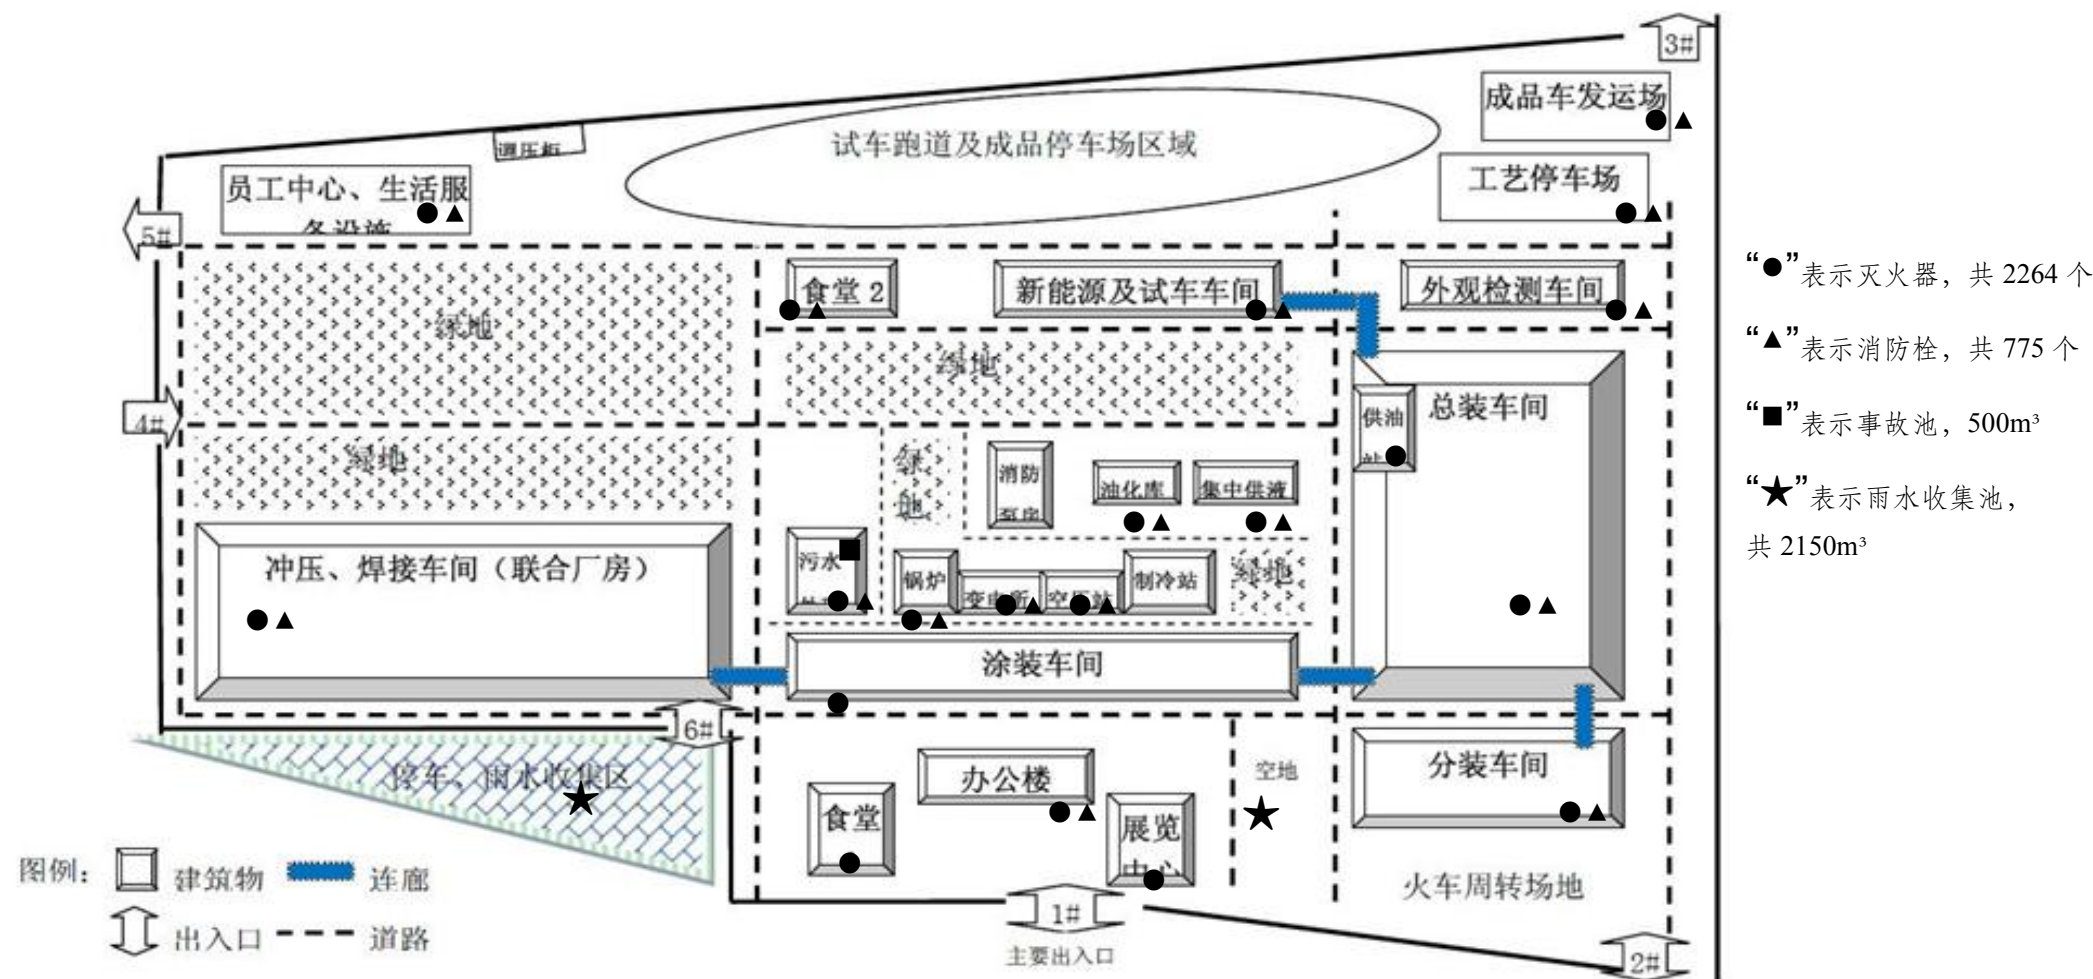 3#
成品车发运场
试车跑道及成品停车场区域
调压柜
员工中心、生活服
务设施
工艺停车场
5#
食堂 2
新能源及试车车间
外观检测车间
“●”表示灭火器，共 2264 个
绿地
绿地
“▲”表示消防栓，共 775 个
4#
供油
站
总装车间
“■”表示事故池，500m³
绿地
绿
地
消防
泵房
油化库
集中供液
“★”表示雨水收集池，
共 2150m³
冲压、焊接车间（联合厂房）
污水
锅炉
变电所
空压站
制冷站
绿地
涂装车间
6#
停车、雨水收集区
办公楼
空地
分装车间
食堂
展览
中心
图例：
建筑物
连廊
火车周转场地
出入口
道路
1#
主要出入口
2#